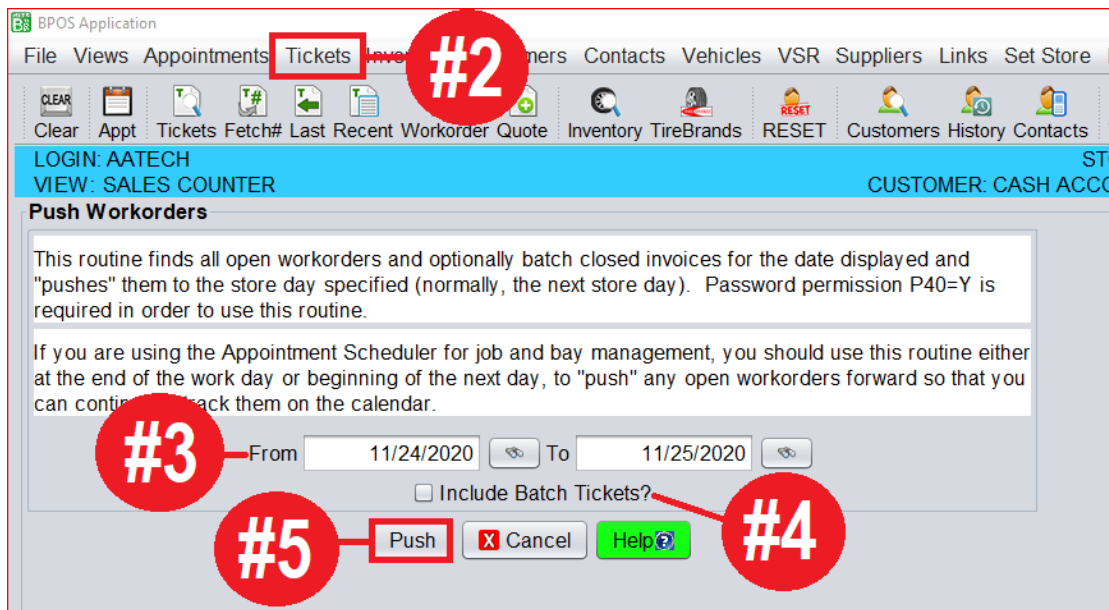 BPOS Application
File Views Appointments Tickets Contacts Vehicles VSR Suppliers Links Set Store
#2
CLEAR T T# T T RESET
Clear Appt Tickets Fetch# Last Recent Workorder Quote Inventory TireBrands RESET Customers History Contacts
LOGIN: AATECH
VIEW: SALES COUNTER CUSTOMER: CASH ACCO
Push Workorders
This routine finds all open workorders and optionally batch closed invoices for the date displayed and
"pushes" them to the store day specified (normally, the next store day). Password permission P40=Y is
required in order to use this routine.
If you are using the Appointment Scheduler for job and bay management, you should use this routine either
at the end of the work day or beginning of the next day, to "push" any open workorders forward so that you
can them on the calendar.
#3 From 11/24/2020 To 11/25/2020
Include Batch Tickets? #4
#5 Push X Cancel Help?